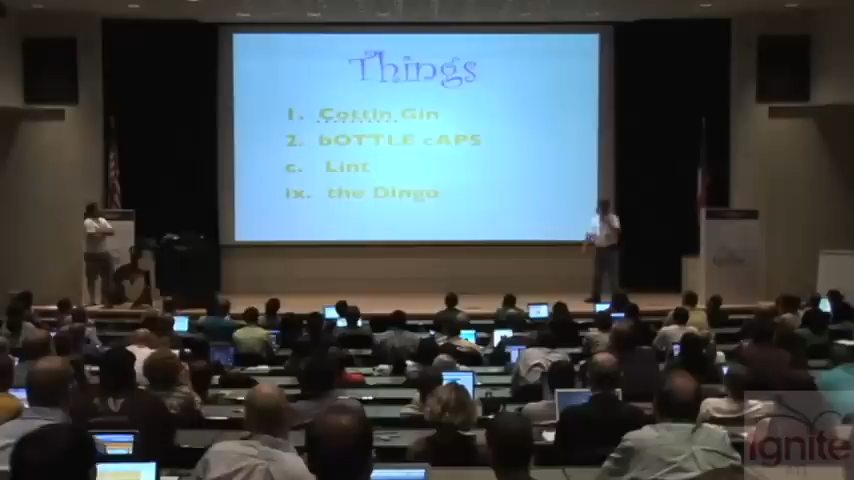 Things
1. Cottin Gin
2. bOTTLE cAPS
c. Lint
ix. the Dingo
ignite